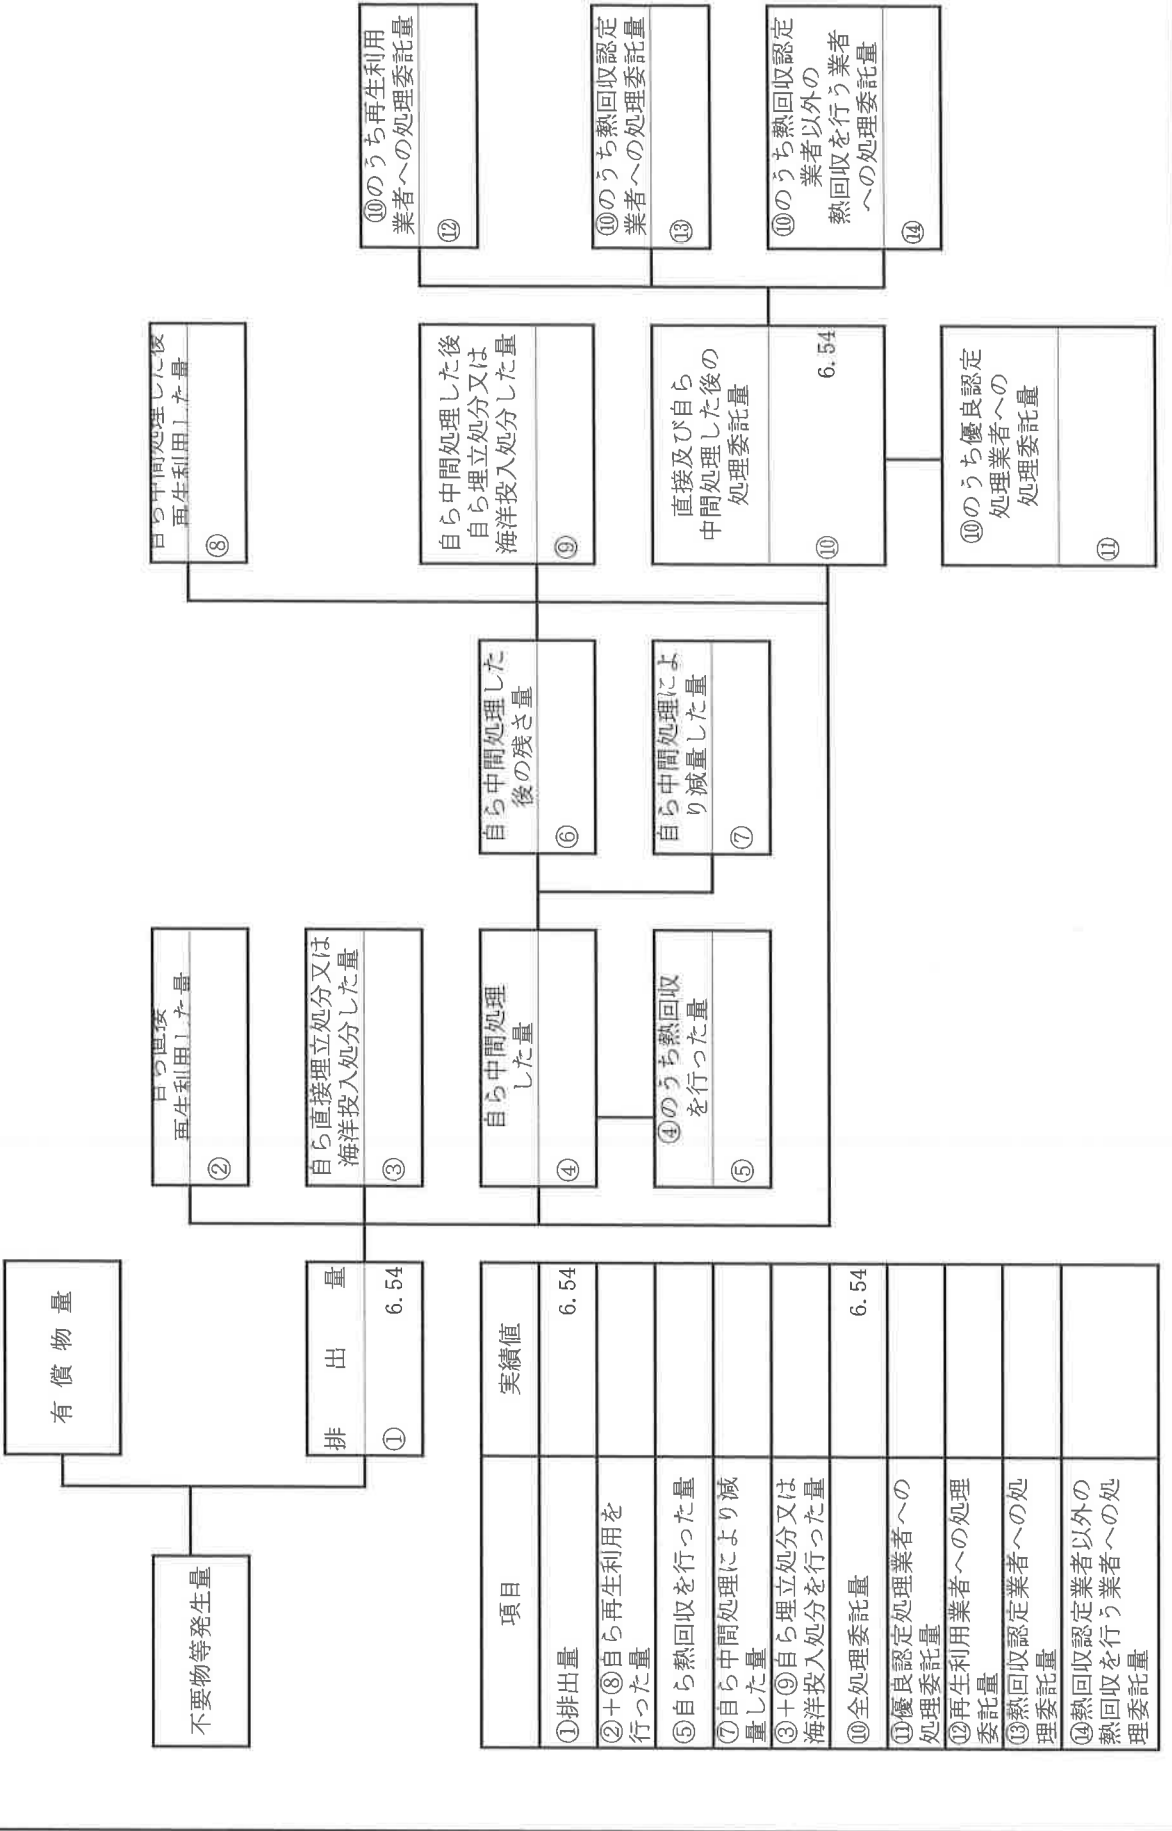 不要物等発生量
有償物量
排出量
① 6.54
自ら直接
再生利用した量
②
自ら直接埋立処分又は
海洋投入処分した量
③
自ら中間処理
した量
④
④のうち熱回収
を行った量
⑤
自ら中間処理した
後の残さ量
⑥
自ら中間処理によ
り減量した量
⑦
自ら中間処理した後
再生利用した量
⑧
自ら中間処理した後
自ら埋立処分又は
海洋投入処分した量
⑨
直接及び自ら
中間処理した後の
処理委託量
⑩ 6.54
⑩のうち優良認定
処理業者への
処理委託量
⑪
⑩のうち再生利用
業者への処理委託量
⑫
⑩のうち熱回収認定
業者への処理委託量
⑬
⑩のうち熱回収認定
業者以外の
熱回収を行う業者
への処理委託量
⑭
項目 実績値
①排出量 6.54
②+⑧自ら再生利用を
行った量
⑤自ら熱回収を行った量
⑦自ら中間処理により減
量した量
③+⑨自ら埋立処分又は
海洋投入処分を行った量
⑩全処理委託量 6.54
⑪優良認定処理業者への
処理委託量
⑫再生利用業者への処理
委託量
⑬熱回収認定業者への処
理委託量
⑭熱回収認定業者以外の
熱回収を行う業者への処
理委託量